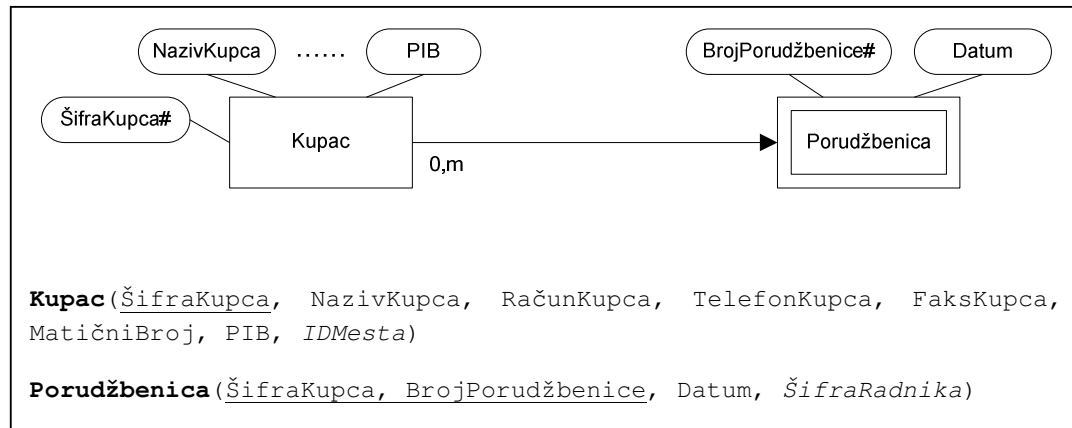 NazivKupca ...... PIB BrojPorudžbenice# Datum
ŠifraKupca#
Kupac
Porudžbenica
0,m
Kupac(ŠifraKupca, NazivKupca, RačunKupca, TelefonKupca, FaksKupca,
MatičniBroj, PIB, IDMesta)
Porudžbenica(ŠifraKupca, BrojPorudžbenice, Datum, ŠifraRadnika)